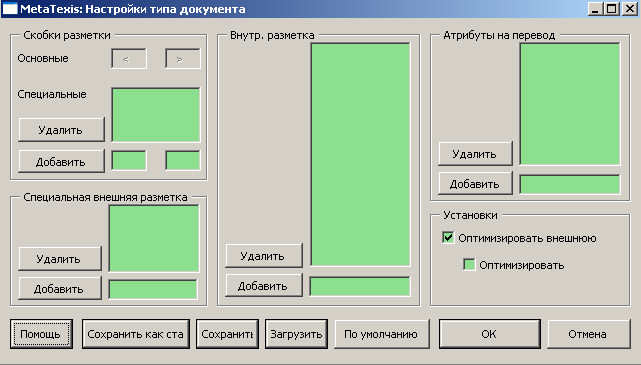 MetaTexis: Настройки типа документа
Скобки разметки
Основные < >
Специальные
Удалить
Добавить
Специальная внешняя разметка
Удалить
Добавить
Внутр. разметка
Удалить
Добавить
Атрибуты на перевод
Удалить
Добавить
Установки
Оптимизировать внешнюю
Оптимизировать
Помощь
Сохранить как ста
Сохранить
Загрузить
По умолчанию
OK
Отмена